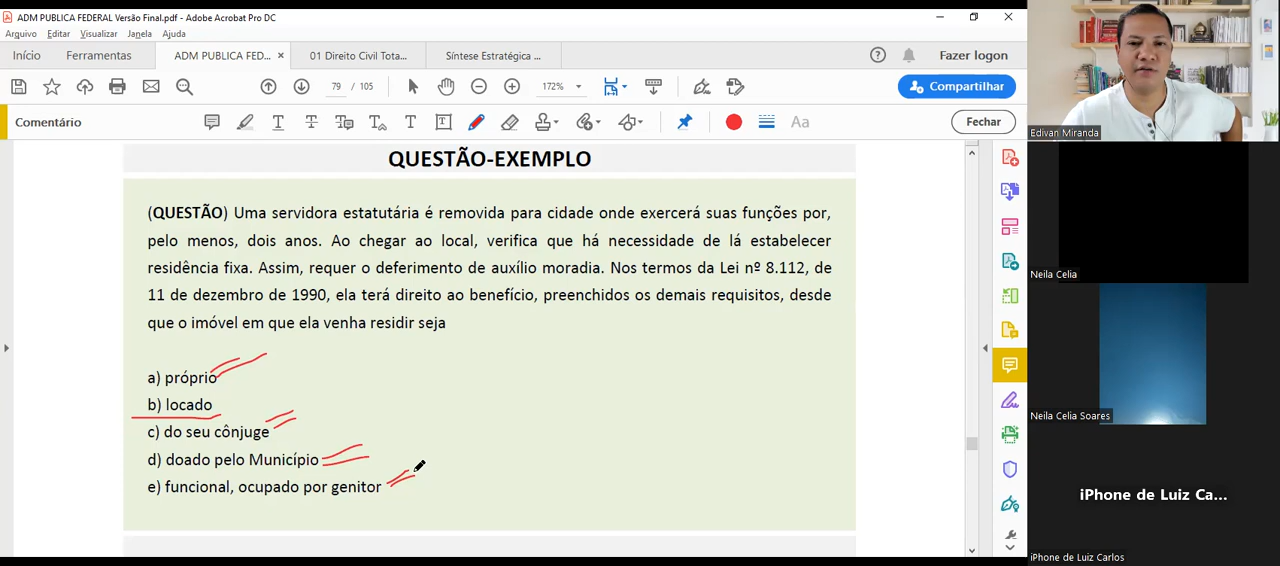 ADM PUBLICA FEDERAL Versão Final.pdf - Adobe Acrobat Pro DC
Arquivo Editar Visualizar Janela Ajuda
Início Ferramentas ADM PUBLICA FED... × 01 Direito Civil Tota... Síntese Estratégica ... Fazer logon
79 / 105 172% Compartilhar
Comentário Aa Fechar
QUESTÃO-EXEMPLO
(QUESTÃO) Uma servidora estatutária é removida para cidade onde exercerá suas funções por,
pelo menos, dois anos. Ao chegar ao local, verifica que há necessidade de lá estabelecer
residência fixa. Assim, requer o deferimento de auxílio moradia. Nos termos da Lei nº 8.112, de
11 de dezembro de 1990, ela terá direito ao benefício, preenchidos os demais requisitos, desde
que o imóvel em que ela venha residir seja
a) próprio
b) locado
c) do seu cônjuge
d) doado pelo Município
e) funcional, ocupado por genitor
Edivan Miranda
Neila Celia
Neila Celia Soares
iPhone de Luiz Ca...
iPhone de Luiz Carlos